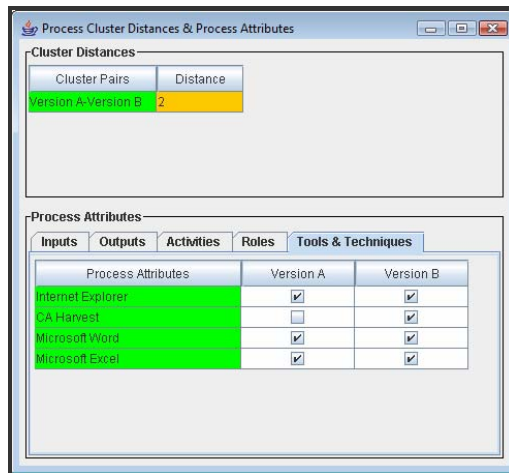 Process Cluster Distances & Process Attributes
Cluster Distances
Cluster Pairs Distance
Version A-Version B 2
Process Attributes
Inputs Outputs Activities Roles Tools & Techniques
Process Attributes Version A Version B
Internet Explorer
CA Harvest
Microsoft Word
Microsoft Excel